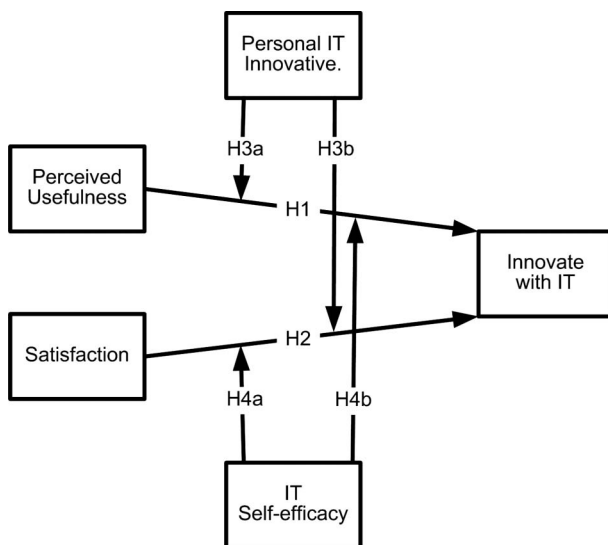 Personal IT
Innovative.
H3a
H3b
Perceived
Usefulness
H1
Innovate
with IT
Satisfaction
H2
H4a
H4b
IT
Self-efficacy